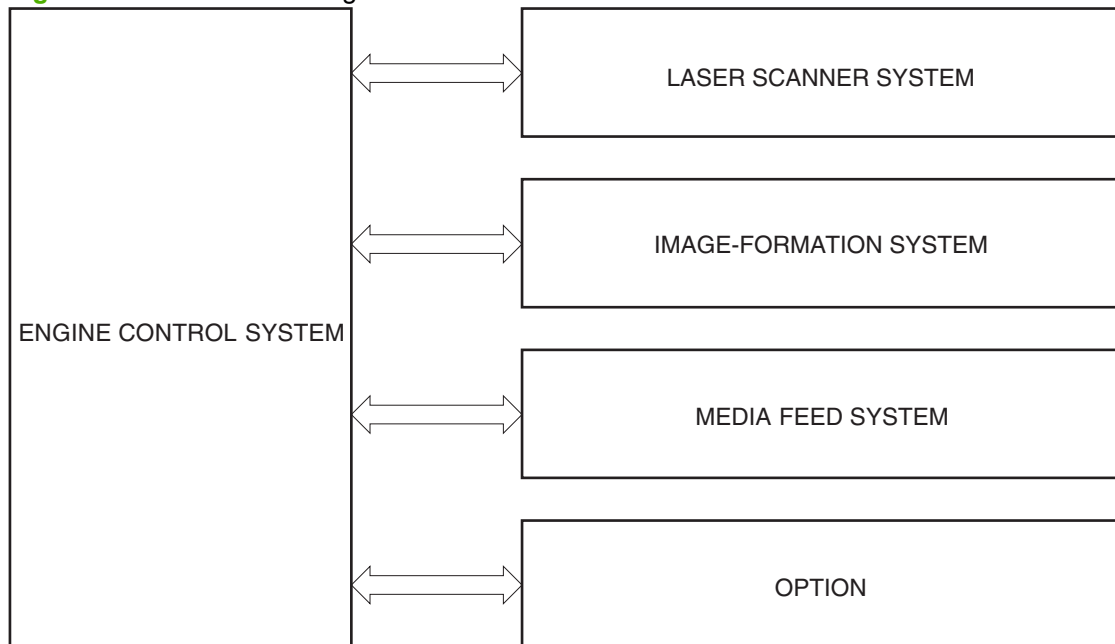 LASER SCANNER SYSTEM
IMAGE-FORMATION SYSTEM
ENGINE CONTROL SYSTEM
MEDIA FEED SYSTEM
OPTION